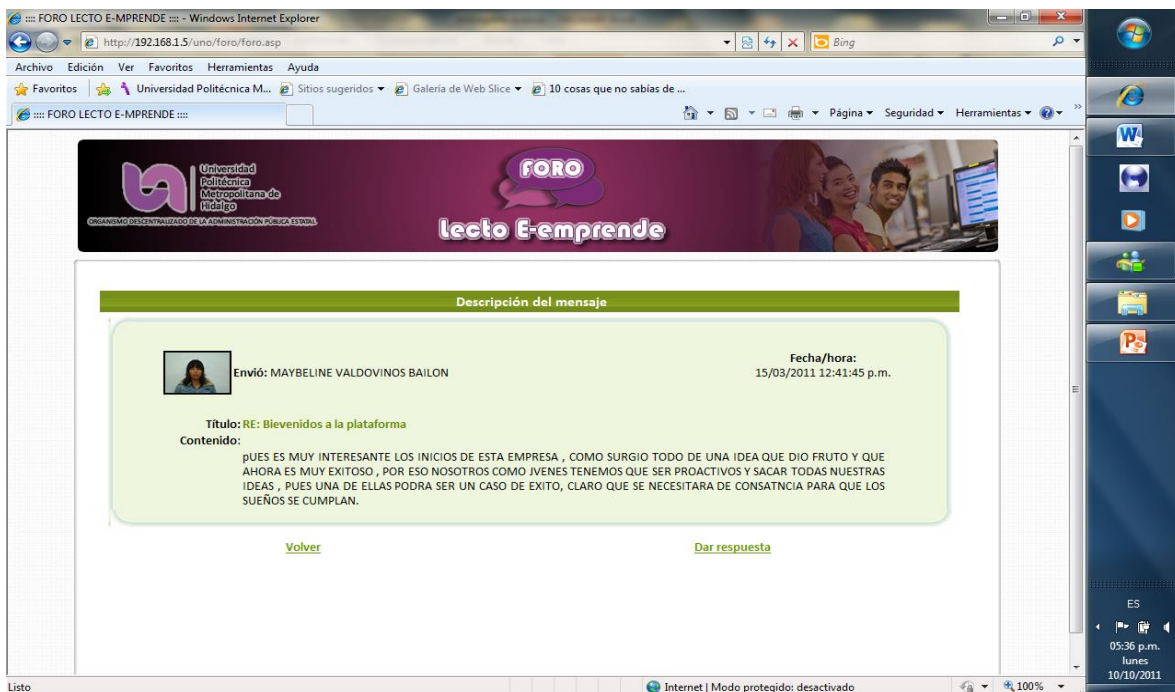 :::: FORO LECTO E-MPRENDE :::: - Windows Internet Explorer
http://192.168.1.5/uno/foro/foro.asp
Bing
Archivo Edición Ver Favoritos Herramientas Ayuda
Favoritos Universidad Politécnica M... Sitios sugeridos Galería de Web Slice 10 cosas que no sabías de ...
:::: FORO LECTO E-MPRENDE :::: Página Seguridad Herramientas »
Universidad
Politécnica
Metropolitana de
Hidalgo
ORGANISMO DESCENTRALIZADO DE LA ADMINISTRACIÓN PÚBLICA ESTATAL
FORO
Lecto E-emprende
Descripción del mensaje
Envió: MAYBELINE VALDOVINOS BAILON
Fecha/hora:
15/03/2011 12:41:45 p.m.
Título: RE: Bievenidos a la plataforma
Contenido:
pUES ES MUY INTERESANTE LOS INICIOS DE ESTA EMPRESA , COMO SURGIO TODO DE UNA IDEA QUE DIO FRUTO Y QUE
AHORA ES MUY EXITOSO , POR ESO NOSOTROS COMO JVENES TENEMOS QUE SER PROACTIVOS Y SACAR TODAS NUESTRAS
IDEAS , PUES UNA DE ELLAS PODRA SER UN CASO DE EXITO, CLARO QUE SE NECESITARA DE CONSATNCIA PARA QUE LOS
SUEÑOS SE CUMPLAN.
Volver Dar respuesta
Listo Internet | Modo protegido: desactivado 100%
ES
05:36 p.m.
lunes
10/10/2011